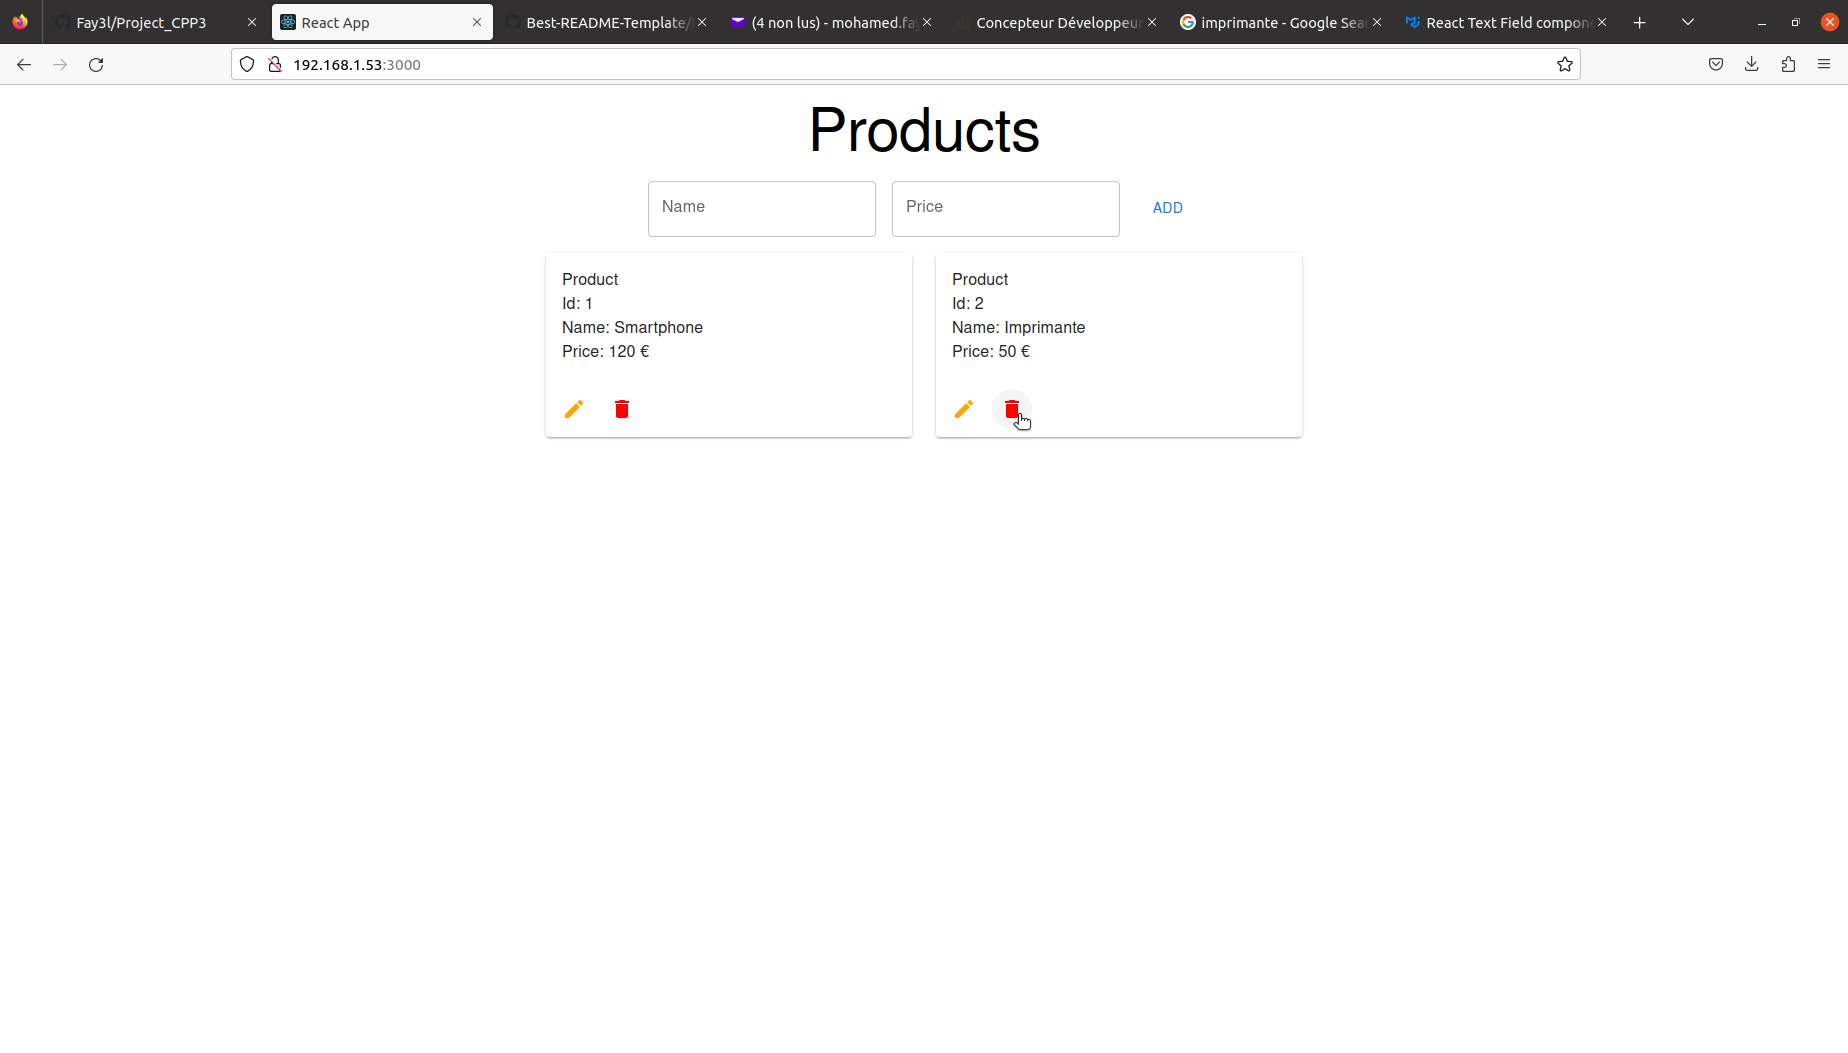 Fay3l/Project_CPP3
React App
Best-README-Template/
(4 non lus) - mohamed.fay
Concepteur Développeur
imprimante - Google Sea
React Text Field compone
192.168.1.53:3000
Products
Name
Price
ADD
Product
Id: 1
Name: Smartphone
Price: 120 €
Product
Id: 2
Name: Imprimante
Price: 50 €